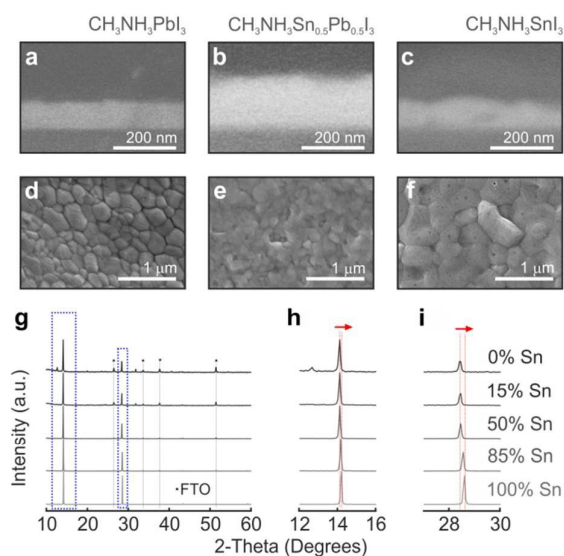 CH₃NH₃PbI₃ CH₃NH₃Sn₀.₅Pb₀.₅I₃ CH₃NH₃SnI₃
a b c
200 nm 200 nm 200 nm
d e f
1 μm 1 μm 1 μm
g h i
* * * * *
0% Sn
15% Sn
50% Sn
85% Sn
100% Sn
*FTO
Intensity (a.u.)
10 20 30 40 50 60 12 14 16 28 30
2-Theta (Degrees)